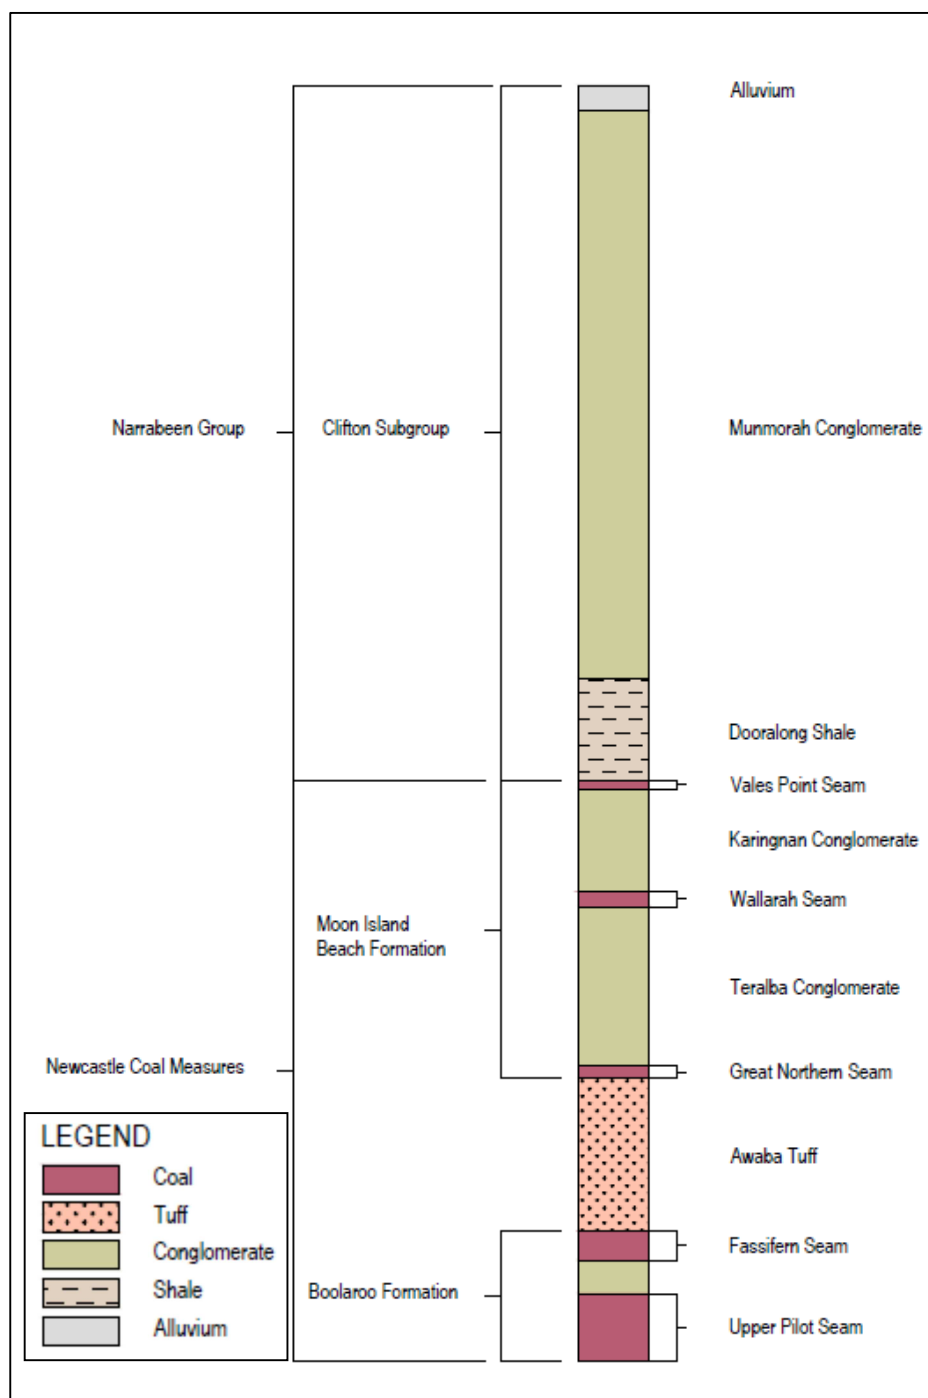 Alluvium
Narrabeen Group
Clifton Subgroup
Munmorah Conglomerate
Dooralong Shale
Vales Point Seam
Karingnan Conglomerate
Wallarah Seam
Moon Island
Beach Formation
Teralba Conglomerate
Newcastle Coal Measures
Great Northern Seam
Awaba Tuff
Fassifern Seam
Boolaroo Formation
Upper Pilot Seam
LEGEND
Coal
Tuff
Conglomerate
Shale
Alluvium